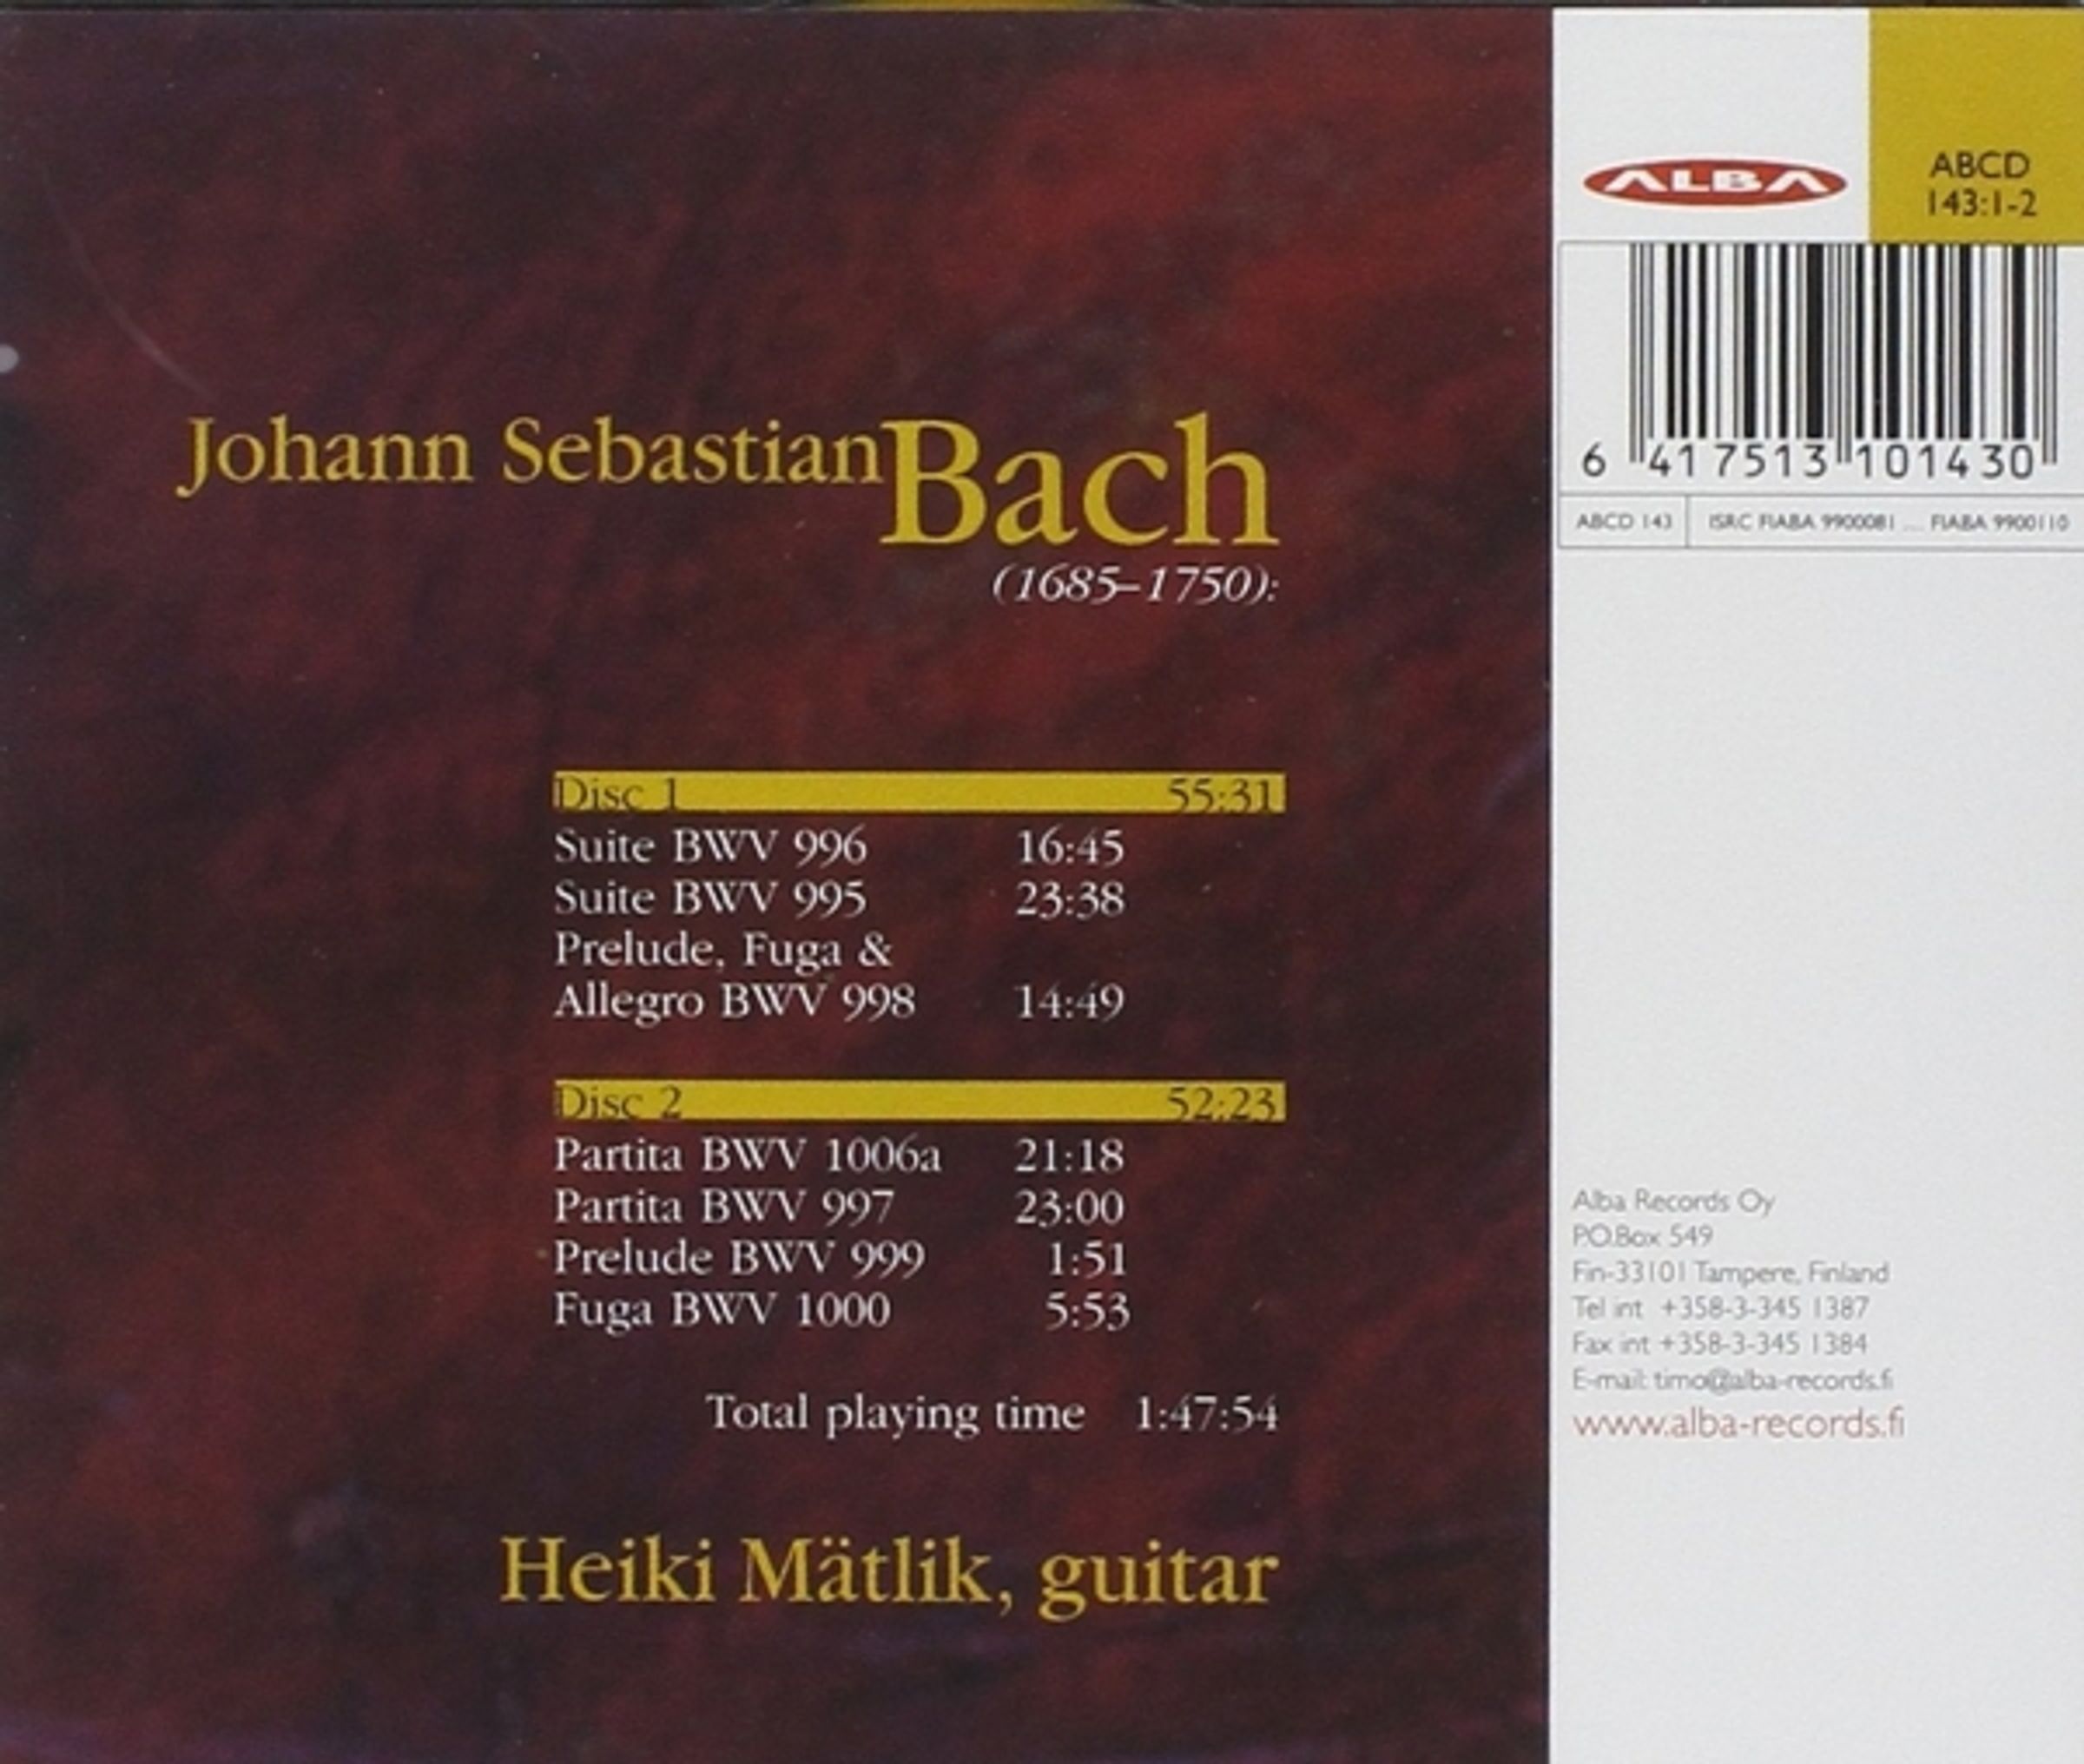 Johann Sebastian Bach
(1685–1750):
Disc 1 55:31
Suite BWV 996 16:45
Suite BWV 995 23:38
Prelude, Fuga &
Allegro BWV 998 14:49
Disc 2 52:23
Partita BWV 1006a 21:18
Partita BWV 997 23:00
Prelude BWV 999 1:51
Fuga BWV 1000 5:53
Total playing time 1:47:54
Heiki Mätlik, guitar
ALBA
ABCD
143:1-2
6 417513 101430
ABCD 143 ISRC FIABA 9900081 ... FIABA 9900110
Alba Records Oy
P.O.Box 549
Fin-33101 Tampere, Finland
Tel int +358-3-345 1387
Fax int +358-3-345 1384
E-mail: timo@alba-records.fi
www.alba-records.fi